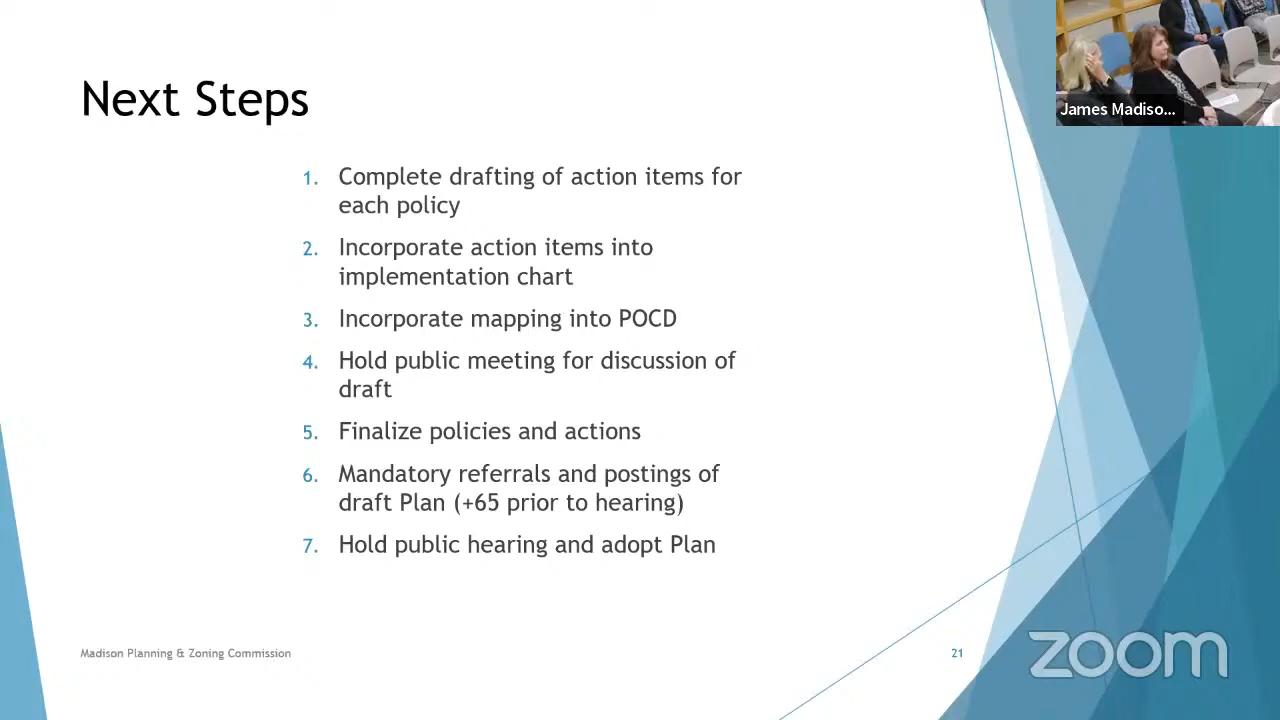 Next Steps
James Madiso...
1. Complete drafting of action items for
each policy
2. Incorporate action items into
implementation chart
3. Incorporate mapping into POCD
4. Hold public meeting for discussion of
draft
5. Finalize policies and actions
6. Mandatory referrals and postings of
draft Plan (+65 prior to hearing)
7. Hold public hearing and adopt Plan
Madison Planning & Zoning Commission
21
zoom